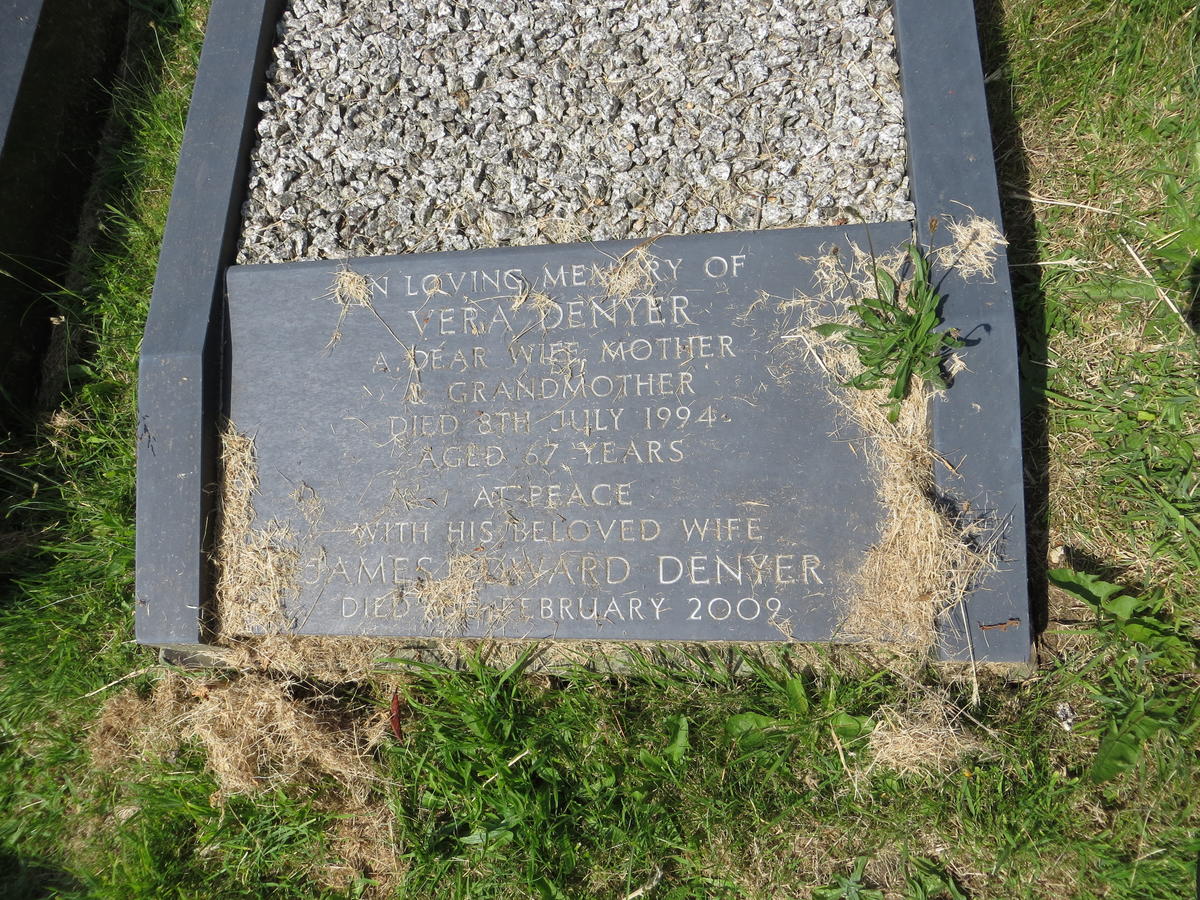 IN LOVING MEMORY OF
VERA DENYER
A DEAR WIFE, MOTHER
& GRANDMOTHER
DIED 8TH JULY 1994
AGED 67 YEARS
AT PEACE
WITH HIS BELOVED WIFE
JAMES EDWARD DENYER
DIED FEBRUARY 2009